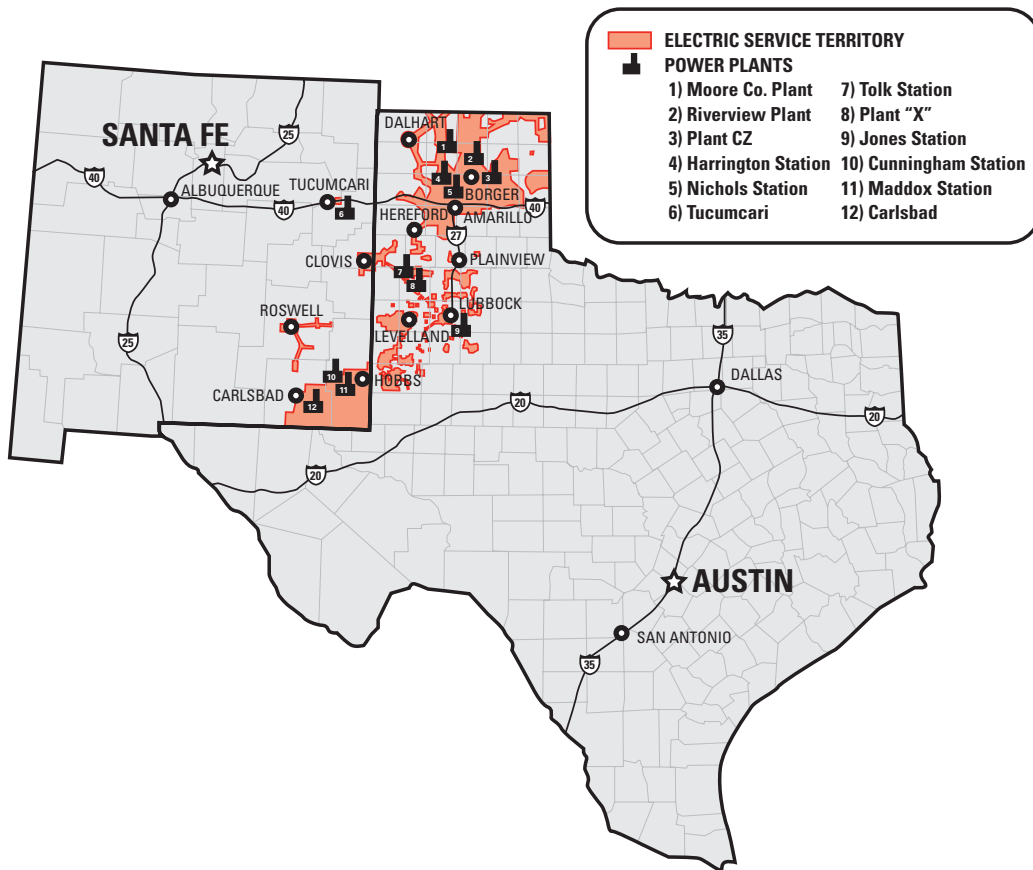 ELECTRIC SERVICE TERRITORY
POWER PLANTS
1) Moore Co. Plant
2) Riverview Plant
3) Plant CZ
4) Harrington Station
5) Nichols Station
6) Tucumcari
7) Tolk Station
8) Plant “X”
9) Jones Station
10) Cunningham Station
11) Maddox Station
12) Carlsbad
SANTA FE
25
DALHART
1
2
40
ALBUQUERQUE
TUCUMCARI
4
3
5
BORGER
40
6
HEREFORD
AMARILLO
40
27
CLOVIS
PLAINVIEW
7
8
ROSWELL
LUBBOCK
9
25
LEVELLAND
35
10
11
HOBBS
DALLAS
CARLSBAD
12
20
20
20
AUSTIN
SAN ANTONIO
35